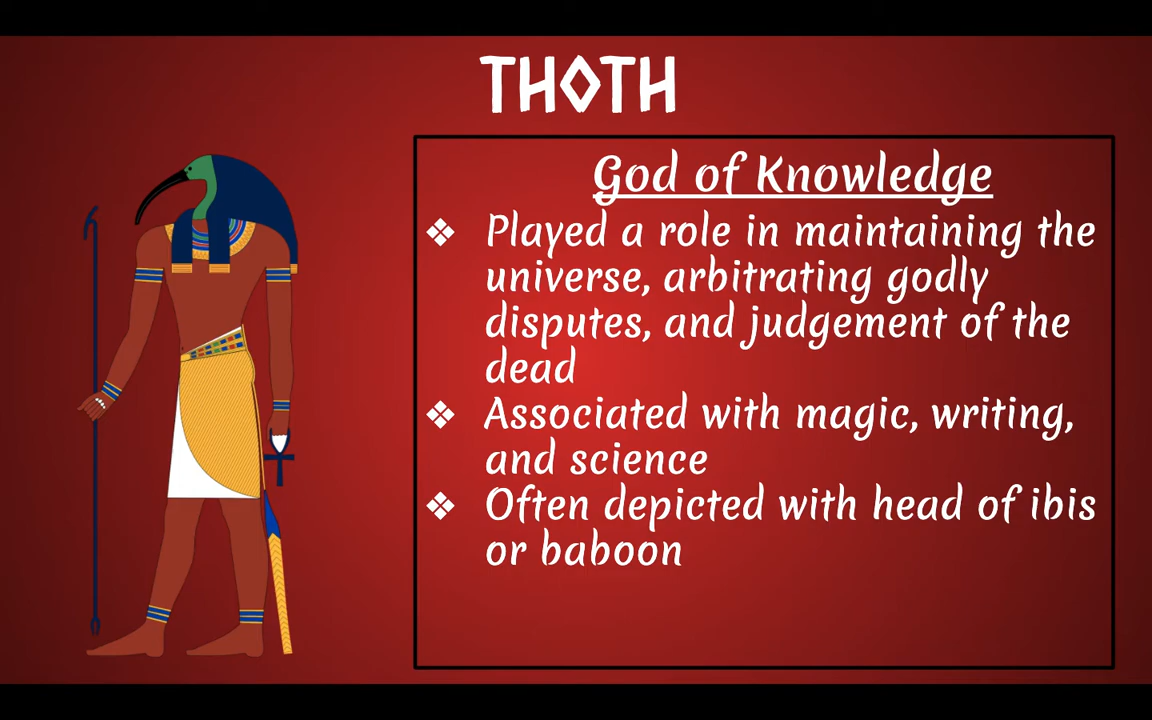 THOTH
God of Knowledge
❖ Played a role in maintaining the
universe, arbitrating godly
disputes, and judgement of the
dead
❖ Associated with magic, writing,
and science
❖ Often depicted with head of ibis
or baboon